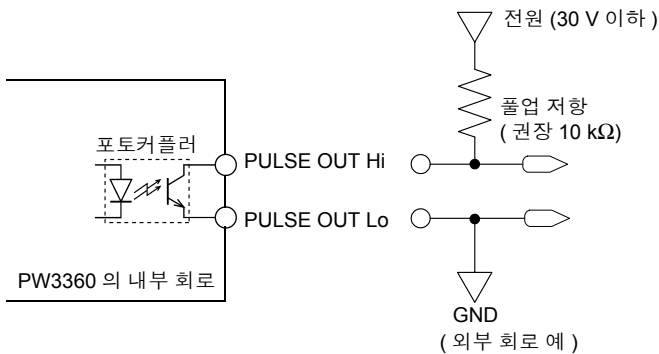 전원 (30 V 이하 )
풀업 저항
( 권장 10 kΩ)
포토커플러
PULSE OUT Hi
PULSE OUT Lo
PW3360 의 내부 회로
GND
( 외부 회로 예 )